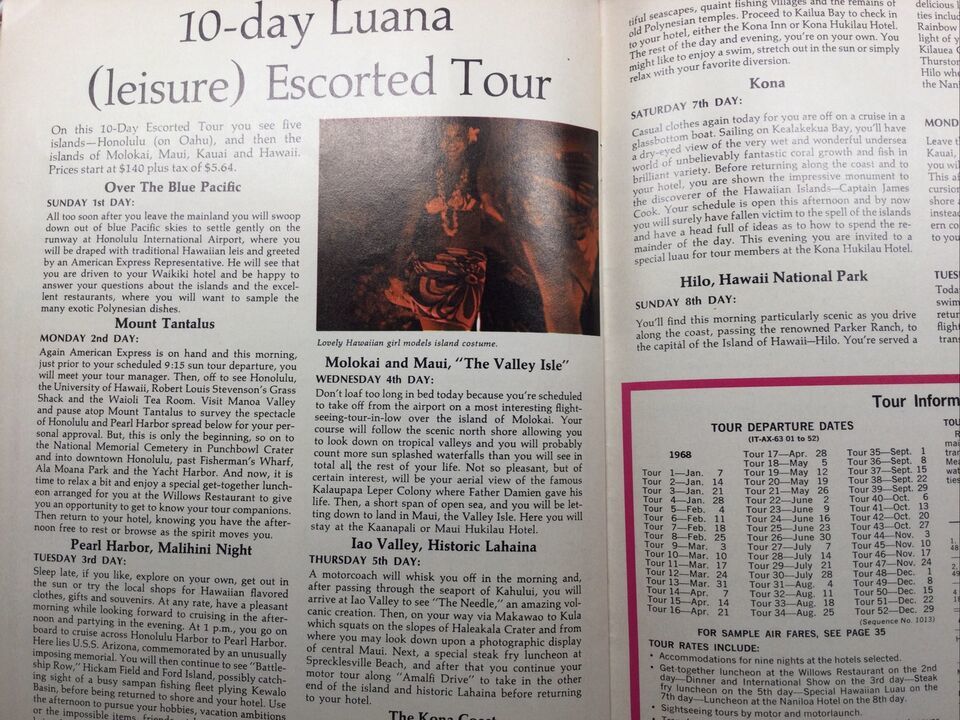 10-day Luana
(leisure) Escorted Tour
On this 10-Day Escorted Tour you see five
islands—Honolulu (on Oahu), and then the
islands of Molokai, Maui, Kauai and Hawaii.
Prices start at $140 plus tax of $5.64.
Over The Blue Pacific
SUNDAY 1st DAY:
All too soon after you leave the mainland you will swoop
down out of blue Pacific skies to settle gently on the
runway at Honolulu International Airport, where you
will be draped with traditional Hawaiian leis and greeted
by an American Express Representative. He will see that
you are driven to your Waikiki hotel and be happy to
answer your questions about the islands and the excel-
lent restaurants, where you will want to sample the
many exotic Polynesian dishes.
Mount Tantalus
MONDAY 2nd DAY:
Again American Express is on hand and this morning,
just prior to your scheduled 9:15 sun tour departure, you
will meet your tour manager. Then, off to see Honolulu,
the University of Hawaii, Robert Louis Stevenson's Grass
Shack and the Waioli Tea Room. Visit Manoa Valley
and pause atop Mount Tantalus to survey the spectacle
of Honolulu and Pearl Harbor spread below for your per-
sonal approval. But, this is only the beginning, so on to
the National Memorial Cemetery in Punchbowl Crater
and into downtown Honolulu, past Fisherman's Wharf,
Ala Moana Park and the Yacht Harbor. And now, it is
time to relax a bit and enjoy a special get-together lunch-
eon arranged for you at the Willows Restaurant to give
you an opportunity to get to know your tour companions.
Then return to your hotel, knowing you have the after-
noon free to rest or browse as the spirit moves you.
Pearl Harbor, Malihini Night
TUESDAY 3rd DAY:
Sleep late, if you like, explore on your own, get out in
the sun or try the local shops for Hawaiian flavored
clothes, gifts and souvenirs. At any rate, have a pleasant
morning while looking forward to cruising in the after-
noon and partying in the evening. At 1 p.m., you go on
board to cruise across Honolulu Harbor to Pearl Harbor.
Here lies U.S.S. Arizona, commemorated by an unusually
imposing memorial. You will then continue to see "Battle-
ship Row," Hickam Field and Ford Island, possibly catch-
ing sight of a busy sampan fishing fleet plying Kewalo
Basin, before being returned to shore and your hotel. Use
the afternoon to pursue your hobbies, vacation ambitions
or the impossible items,
Lovely Hawaiian girl models island costume.
Molokai and Maui, "The Valley Isle"
WEDNESDAY 4th DAY:
Don't loaf too long in bed today because you're scheduled
to take off from the airport on a most interesting flight-
seeing-tour-in-low over the island of Molokai. Your
course will follow the scenic north shore allowing you
to look down on tropical valleys and you will probably
count more sun splashed waterfalls than you will see in
total all the rest of your life. Not so pleasant, but of
certain interest, will be your aerial view of the famous
Kalaupapa Leper Colony where Father Damien gave his
life. Then, a short span of open sea, and you will be let-
ting down to land in Maui, the Valley Isle. Here you will
stay at the Kaanapali or Maui Hukilau Hotel.
Iao Valley, Historic Lahaina
THURSDAY 5th DAY:
A motorcoach will whisk you off in the morning and,
after passing through the seaport of Kahului, you will
arrive at Iao Valley to see "The Needle," an amazing vol-
canic creation. Then, on your way via Makawao to Kula
which squats on the slopes of Haleakala Crater and from
where you may look down upon a photographic display
of central Maui. Next, a special steak fry luncheon at
Sprecklesville Beach, and after that you continue your
motor tour along "Amalfi Drive" to take in the other
end of the island and historic Lahaina before returning
to your hotel.
The Kona Coast
tiful seascapes, quaint fishing villages and the remains of
old Polynesian temples. Proceed to Kailua Bay to check in
to your hotel, either the Kona Inn or Kona Hukilau Hotel.
The rest of the day and evening, you're on your own. You
might like to enjoy a swim, stretch out in the sun or simply
relax with your favorite diversion.
Kona
SATURDAY 7th DAY:
Casual clothes again today for you are off on a cruise in a
glassbottom boat. Sailing on Kealakekua Bay, you'll have
a dry-eyed view of the very wet and wonderful undersea
world of unbelievably fantastic coral growth and fish in
brilliant variety. Before returning along the coast and to
your hotel, you are shown the impressive monument to
the discoverer of the Hawaiian Islands—Captain James
Cook. Your schedule is open this afternoon and by now
you will surely have fallen victim to the spell of the islands
and have a head full of ideas as to how to spend the re-
mainder of the day. This evening you are invited to a
special luau for tour members at the Kona Hukilau Hotel.
Hilo, Hawaii National Park
SUNDAY 8th DAY:
You'll find this morning particularly scenic as you drive
along the coast, passing the renowned Parker Ranch, to
the capital of the Island of Hawaii—Hilo. You're served a
delicious
ties includ
Rainbow
light of y
Kilauea
Thurston
Hilo whe
the Nani
MOND
Leave t
Kauai,
you wil
This af
cursion
shore
instead
ern co
to you
TUES
Toda
swim
retur
flight
trans
Tour Inform
TOUR DEPARTURE DATES
(IT-AX-63 01 to 52)
1968
Tour 1—Jan. 7
Tour 2—Jan. 14
Tour 3—Jan. 21
Tour 4—Jan. 28
Tour 5—Feb. 4
Tour 6—Feb. 11
Tour 7—Feb. 18
Tour 8—Feb. 25
Tour 9—Mar. 3
Tour 10—Mar. 10
Tour 11—Mar. 17
Tour 12—Mar. 24
Tour 13—Mar. 31
Tour 14—Apr. 7
Tour 15—Apr. 14
Tour 16—Apr. 21
Tour 17—Apr. 28
Tour 18—May 5
Tour 19—May 12
Tour 20—May 19
Tour 21—May 26
Tour 22—June 2
Tour 23—June 9
Tour 24—June 16
Tour 25—June 23
Tour 26—June 30
Tour 27—July 7
Tour 28—July 14
Tour 29—July 21
Tour 30—July 28
Tour 31—Aug. 4
Tour 32—Aug. 11
Tour 33—Aug. 18
Tour 34—Aug. 25
Tour 35—Sept. 1
Tour 36—Sept. 8
Tour 37—Sept. 15
Tour 38—Sept. 22
Tour 39—Sept. 29
Tour 40—Oct. 6
Tour 41—Oct. 13
Tour 42—Oct. 20
Tour 43—Oct. 27
Tour 44—Nov. 3
Tour 45—Nov. 10
Tour 46—Nov. 17
Tour 47—Nov. 24
Tour 48—Dec. 1
Tour 49—Dec. 8
Tour 50—Dec. 15
Tour 51—Dec. 22
Tour 52—Dec. 29
(Sequence No. 1013)
FOR SAMPLE AIR FARES, SEE PAGE 35
TOUR RATES INCLUDE:
• Accommodations for nine nights at the hotels selected.
• Get-together luncheon at the Willows Restaurant on the 2nd
day—Dinner and International Show on the 3rd day—Steak
fry luncheon on the 5th day—Special Hawaiian Luau on the
7th day—Luncheon at the Naniloa Hotel on the 8th day.
• Sightseeing tours by motor and motorlaunch.